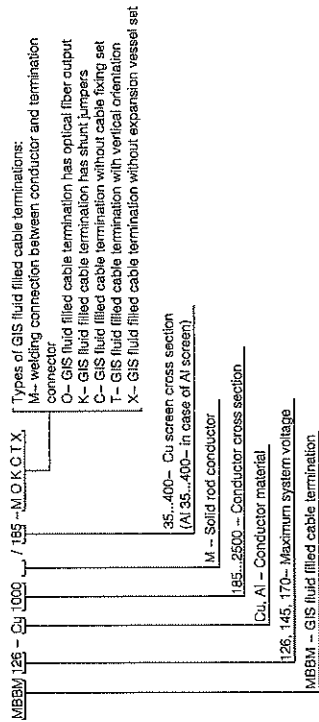 MBBM 126 – Cu 1000 / 185 – M O K C T X
Types of GIS fluid filled cable terminations:
M– welding connection between conductor and termination
connector
O– GIS fluid filled cable termination has optical fiber output
K– GIS fluid filled cable termination has shunt jumpers
C– GIS fluid filled cable termination without cable fixing set
T– GIS fluid filled cable termination with vertical orientation
X– GIS fluid filled cable termination without expansion vessel set
35...400– Cu screen cross section
(Al 35...400– in case of Al screen)
M – Solid rod conductor
185...2500 – Conductor cross section
Cu, Al – Conductor material
126, 145, 170– Maximum system voltage
MBBM – GIS fluid filled cable termination